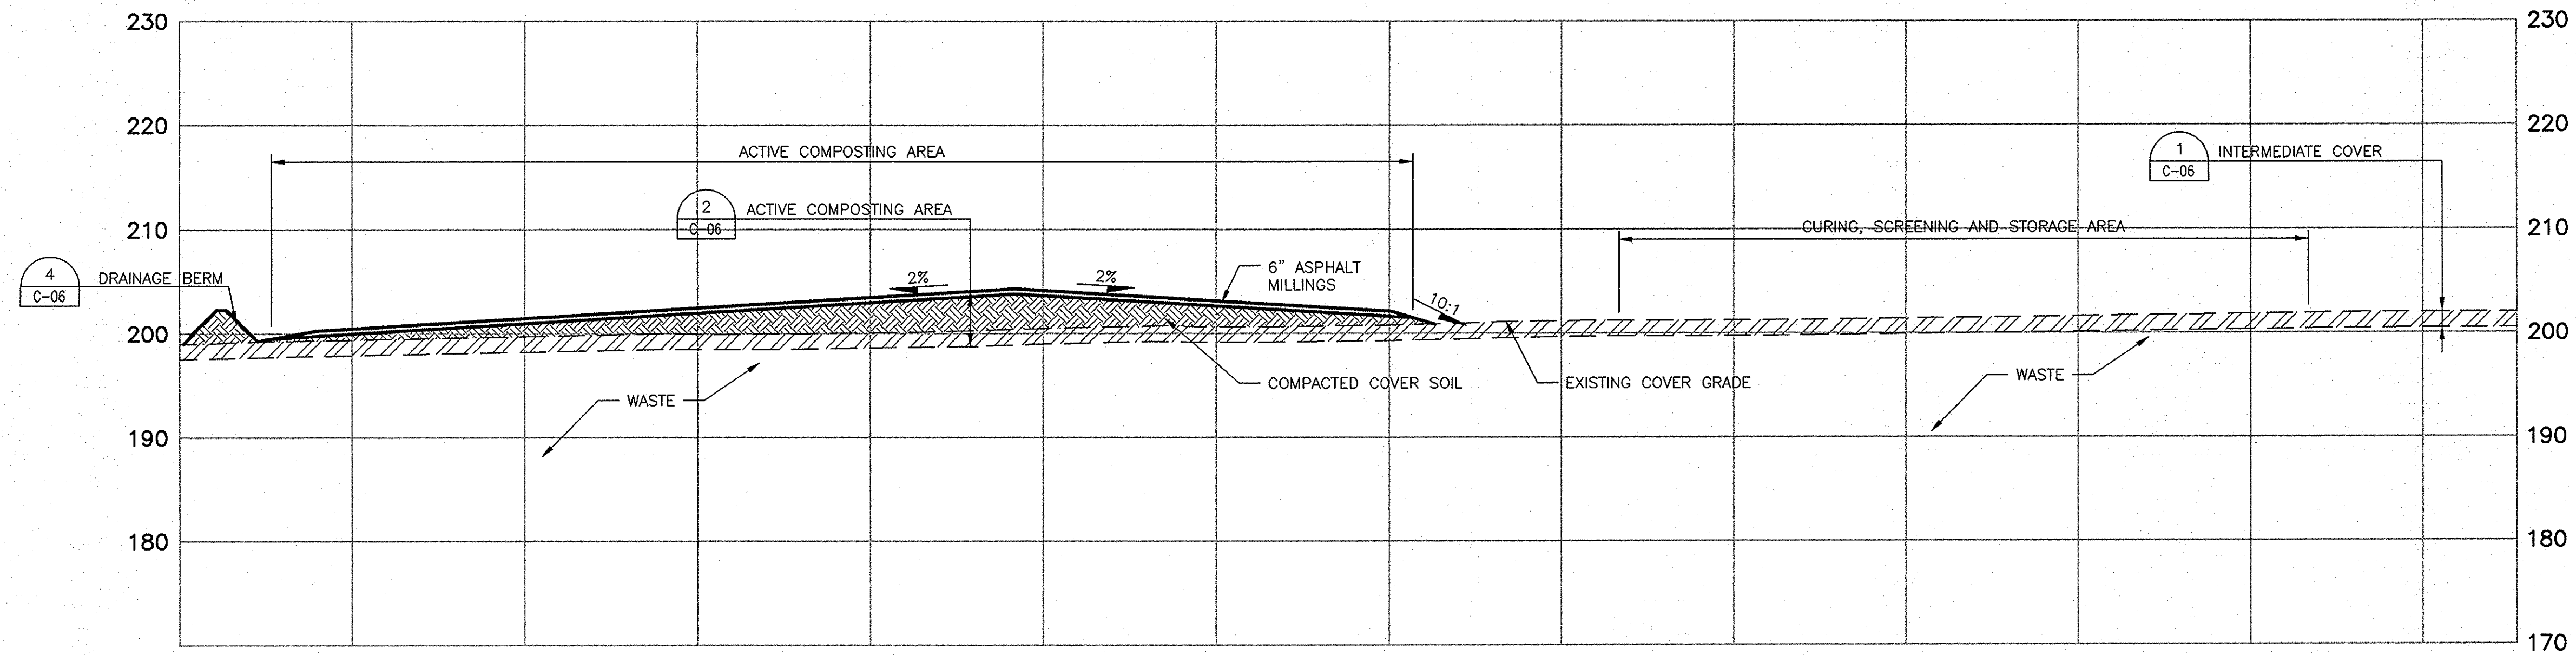 230 230
220 220
ACTIVE COMPOSTING AREA
1
C-06
INTERMEDIATE COVER
2
C-06
ACTIVE COMPOSTING AREA
210 210
CURING, SCREENING AND STORAGE AREA
4
C-06
DRAINAGE BERM
2% 2%
6" ASPHALT
MILLINGS
10:1
200 200
COMPACTED COVER SOIL
EXISTING COVER GRADE
WASTE
WASTE
190 190
180 180
170